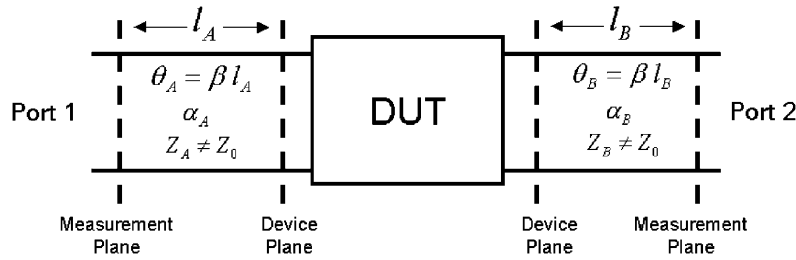 l_A
l_B
θ_A = β l_A
α_A
Z_A ≠ Z_0
θ_B = β l_B
α_B
Z_B ≠ Z_0
Port 1
DUT
Port 2
Measurement
Plane
Device
Plane
Device
Plane
Measurement
Plane